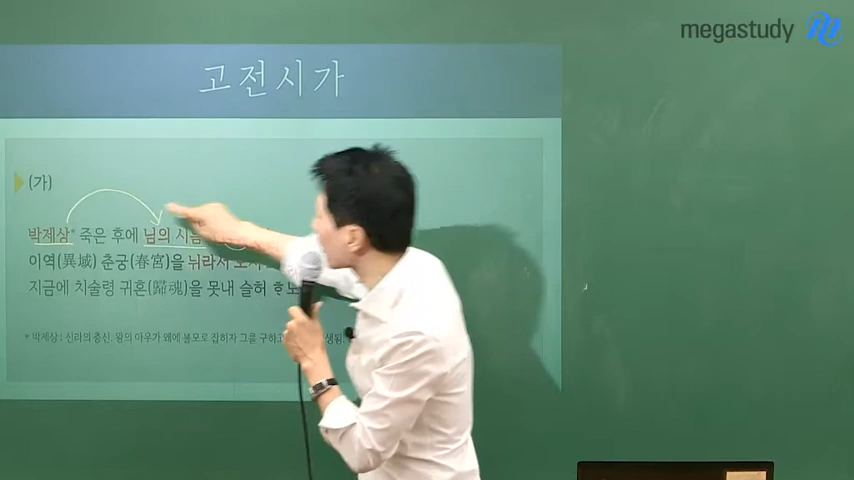 megastudy
고전시가
(가)
박제상* 죽은 후에 님의 시름
이역(異域) 춘궁(春宮)을 뉘라서
지금에 치술령 귀혼(歸魂)을 못내 슬허 ᄒᆞ노
* 박제상 : 신라의 충신. 왕의 아우가 왜에 볼모로 잡히자 그를 구하고